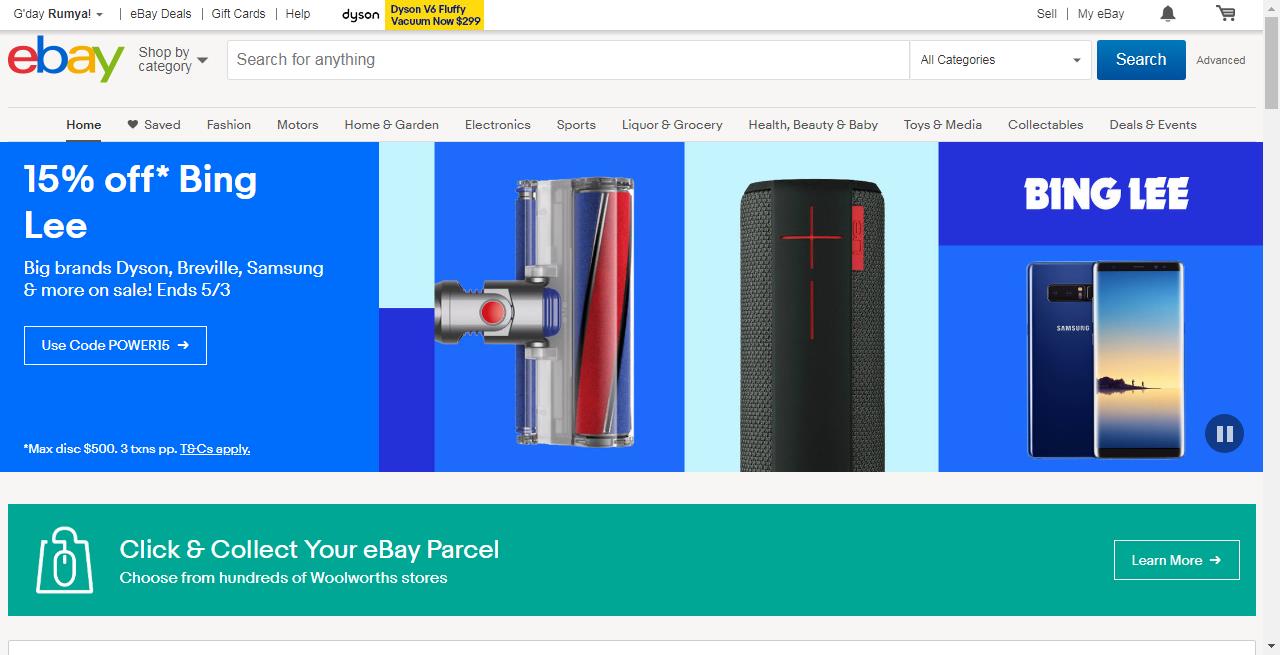 G'day Rumya! eBay Deals Gift Cards Help dyson Dyson V6 Fluffy
Vacuum Now $299
Sell My eBay
ebay
Shop by
category
Search for anything
All Categories
Search
Advanced
Home Saved Fashion Motors Home & Garden Electronics Sports Liquor & Grocery Health, Beauty & Baby Toys & Media Collectables Deals & Events
15% off* Bing
Lee
Big brands Dyson, Breville, Samsung
& more on sale! Ends 5/3
Use Code POWER15 →
*Max disc $500. 3 txns pp. T&Cs apply.
BING LEE
SAMSUNG
Click & Collect Your eBay Parcel
Choose from hundreds of Woolworths stores
Learn More →